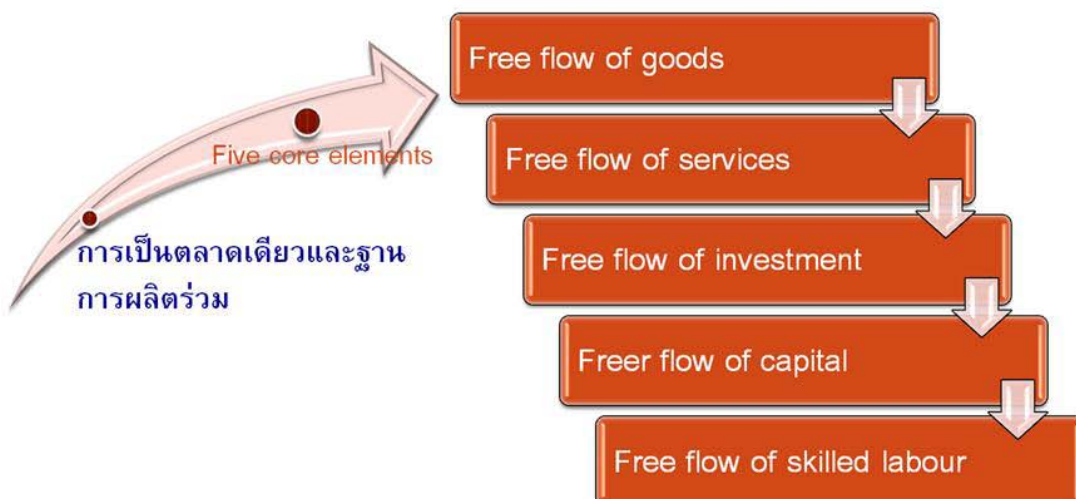 Five core elements
การเป็นตลาดเดียวและฐาน
การผลิตร่วม
Free flow of goods
Free flow of services
Free flow of investment
Freer flow of capital
Free flow of skilled labour